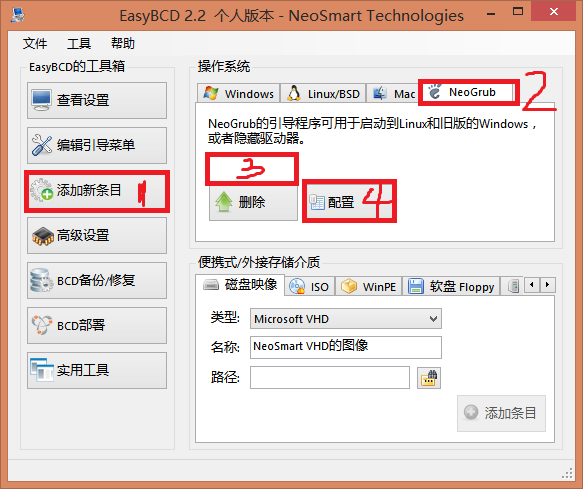 EasyBCD 2.2 个人版本 - NeoSmart Technologies
文件 工具 帮助
EasyBCD的工具箱
查看设置
编辑引导菜单
添加新条目 1
高级设置
BCD备份/修复
BCD部署
实用工具
操作系统
Windows Linux/BSD Mac NeoGrub 2
NeoGrub的引导程序可用于启动到Linux和旧版的Windows，
或者隐藏驱动器。
3
删除 配置 4
便携式/外接存储介质
磁盘映像 ISO WinPE 软盘 Floppy
类型: Microsoft VHD
名称: NeoSmart VHD的图像
路径:
添加条目